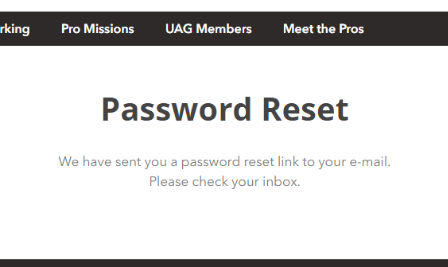 rking Pro Missions UAG Members Meet the Pros
Password Reset
We have sent you a password reset link to your e-mail.
Please check your inbox.